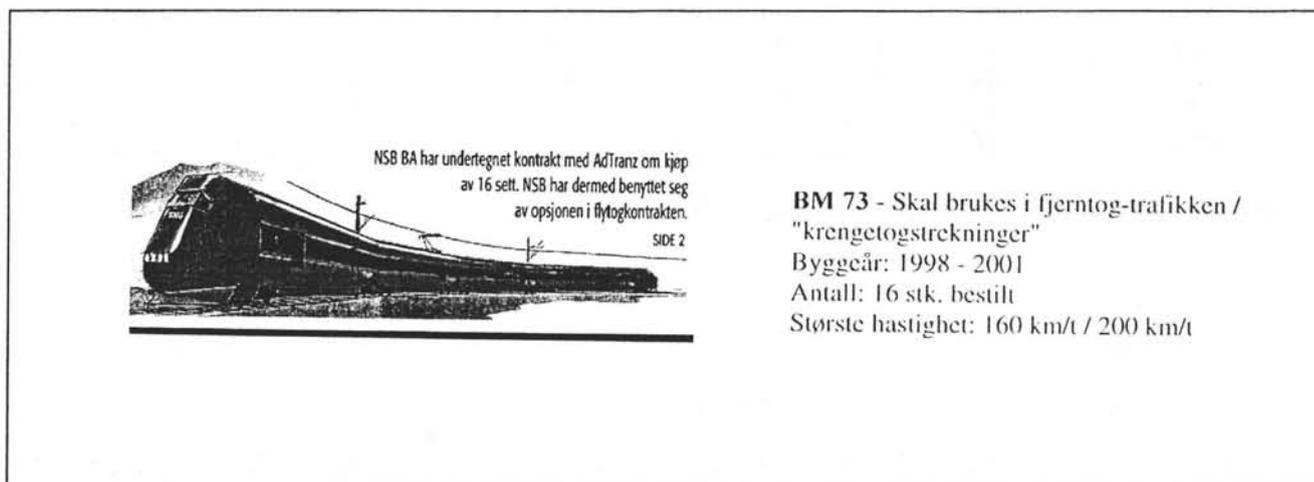 NSB BA har undertegnet kontrakt med AdTranz om kjøp
av 16 sett. NSB har dermed benyttet seg
av opsjonen i flytogkontrakten.
SIDE 2
BM 73 - Skal brukes i fjerntog-trafikken /
"krengetogstrekninger"
Byggeår: 1998 - 2001
Antall: 16 stk. bestilt
Største hastighet: 160 km/t / 200 km/t